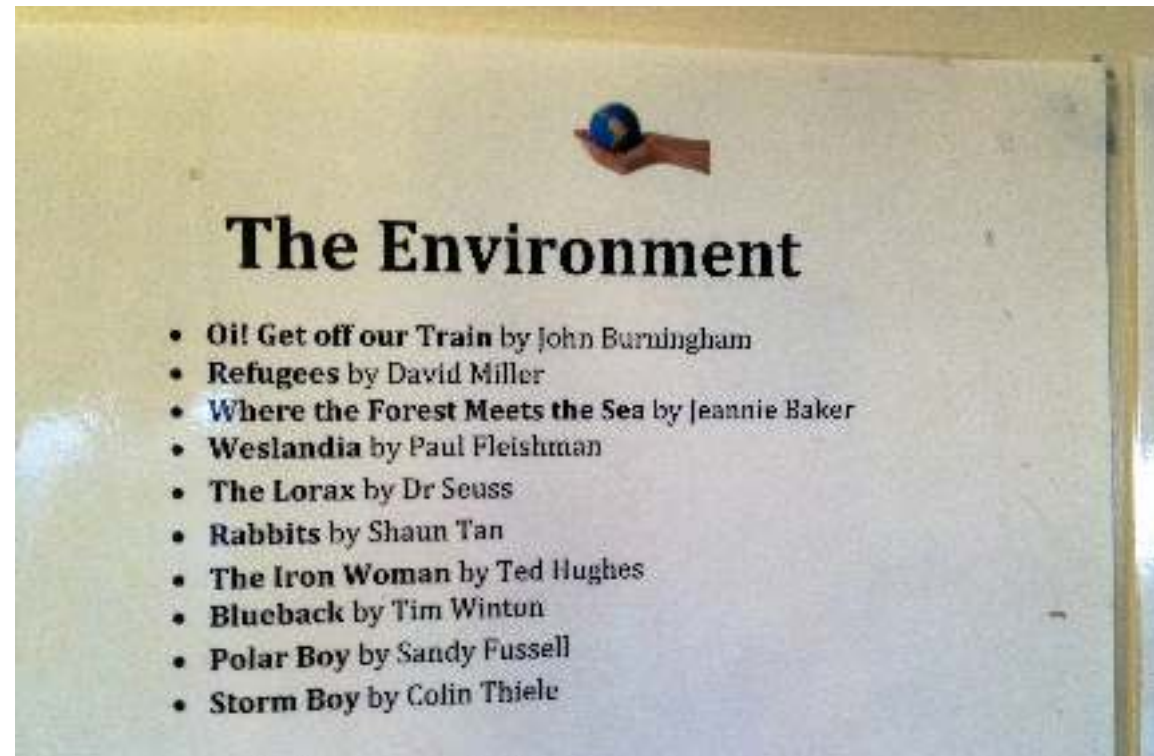 The Environment
• Oi! Get off our Train by John Burningham
• Refugees by David Miller
• Where the Forest Meets the Sea by Jeannie Baker
• Weslandia by Paul Fleishman
• The Lorax by Dr Seuss
• Rabbits by Shaun Tan
• The Iron Woman by Ted Hughes
• Blueback by Tim Winton
• Polar Boy by Sandy Fussell
• Storm Boy by Colin Thiele